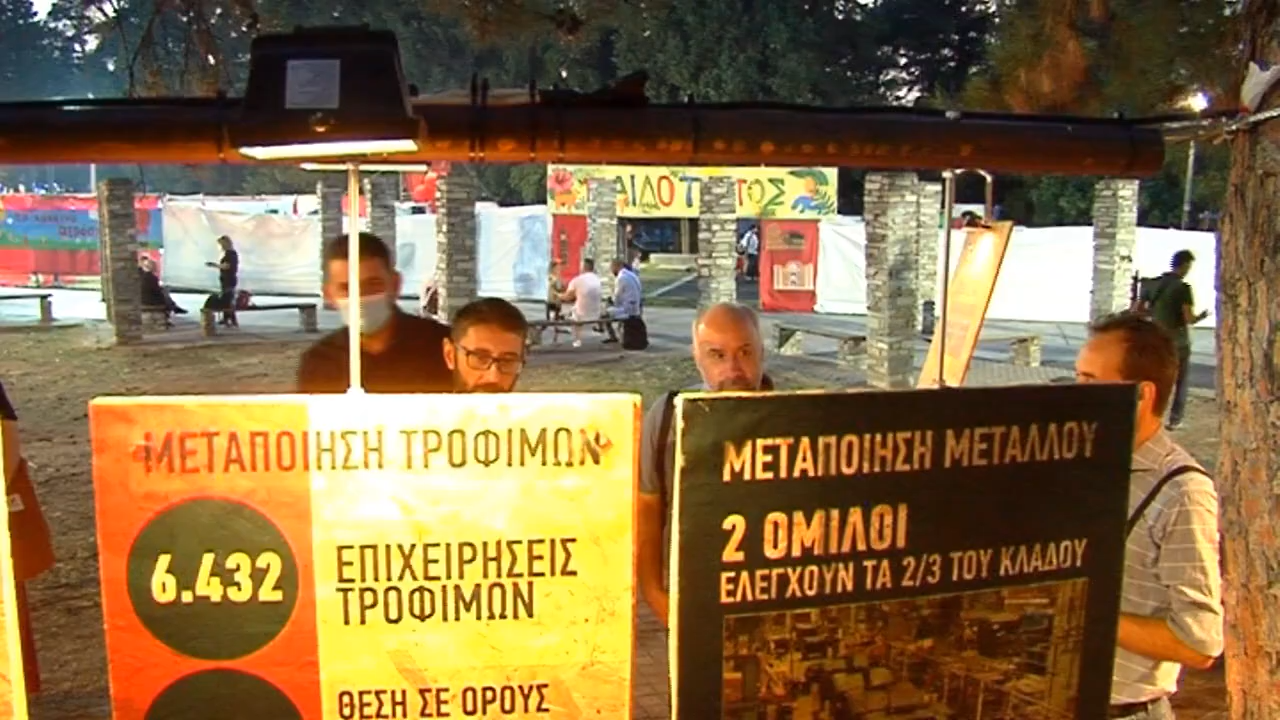 ΜΕΤΑΠΟΙΗΣΗ ΤΡΟΦΙΜΩΝ
6.432
ΕΠΙΧΕΙΡΗΣΕΙΣ
ΤΡΟΦΙΜΩΝ
ΘΕΣΗ ΣΕ ΟΡΟΥΣ
ΜΕΤΑΠΟΙΗΣΗ ΜΕΤΑΛΛΟΥ
2 ΟΜΙΛΟΙ
ΕΛΕΓΧΟΥΝ ΤΑ 2/3 ΤΟΥ ΚΛΑΔΟΥ